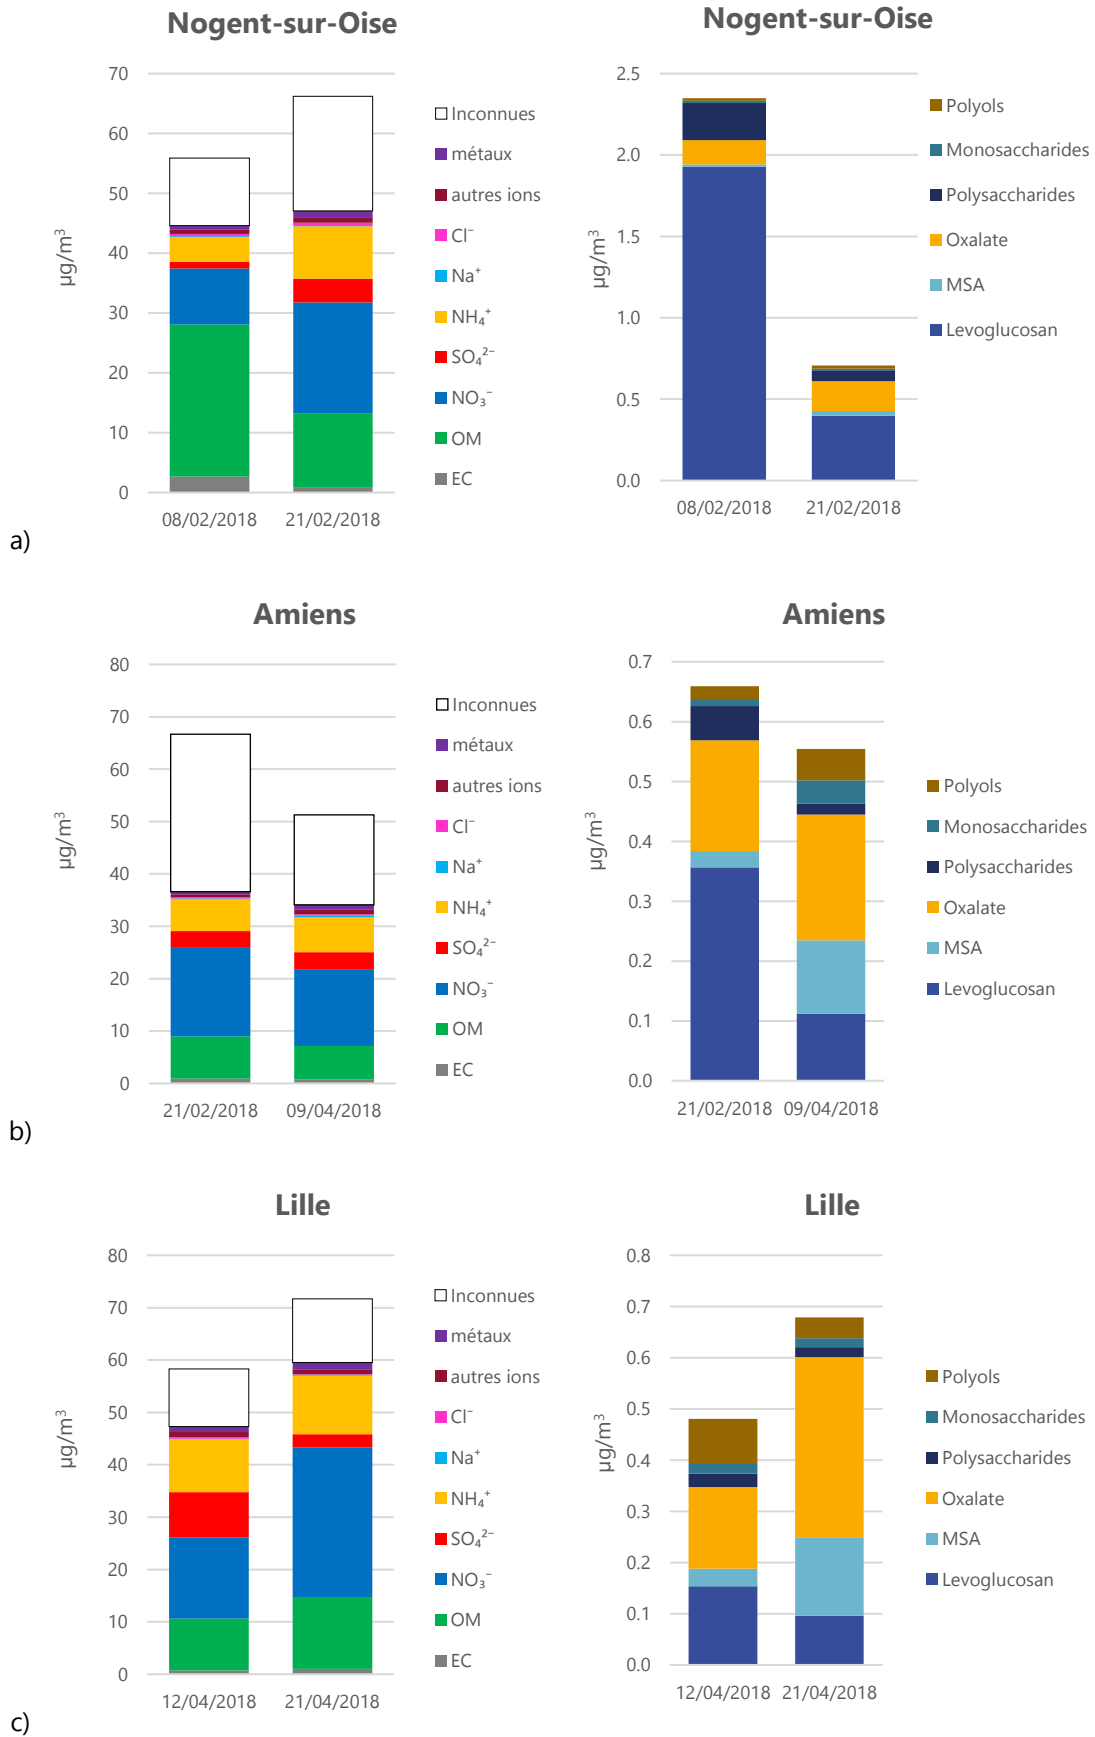 Nogent-sur-Oise
70
60
50
40
30
20
10
0
µg/m³
08/02/2018
21/02/2018
Inconnues
métaux
autres ions
Cl⁻
Na⁺
NH₄⁺
SO₄²⁻
NO₃⁻
OM
EC
Nogent-sur-Oise
2.5
2.0
1.5
1.0
0.5
0.0
µg/m³
08/02/2018
21/02/2018
Polyols
Monosaccharides
Polysaccharides
Oxalate
MSA
Levoglucosan
a)
Amiens
80
70
60
50
40
30
20
10
0
µg/m³
21/02/2018
09/04/2018
Inconnues
métaux
autres ions
Cl⁻
Na⁺
NH₄⁺
SO₄²⁻
NO₃⁻
OM
EC
Amiens
0.7
0.6
0.5
0.4
0.3
0.2
0.1
0.0
µg/m³
21/02/2018
09/04/2018
Polyols
Monosaccharides
Polysaccharides
Oxalate
MSA
Levoglucosan
b)
Lille
80
70
60
50
40
30
20
10
0
µg/m³
12/04/2018
21/04/2018
Inconnues
métaux
autres ions
Cl⁻
Na⁺
NH₄⁺
SO₄²⁻
NO₃⁻
OM
EC
Lille
0.8
0.7
0.6
0.5
0.4
0.3
0.2
0.1
0.0
µg/m³
12/04/2018
21/04/2018
Polyols
Monosaccharides
Polysaccharides
Oxalate
MSA
Levoglucosan
c)